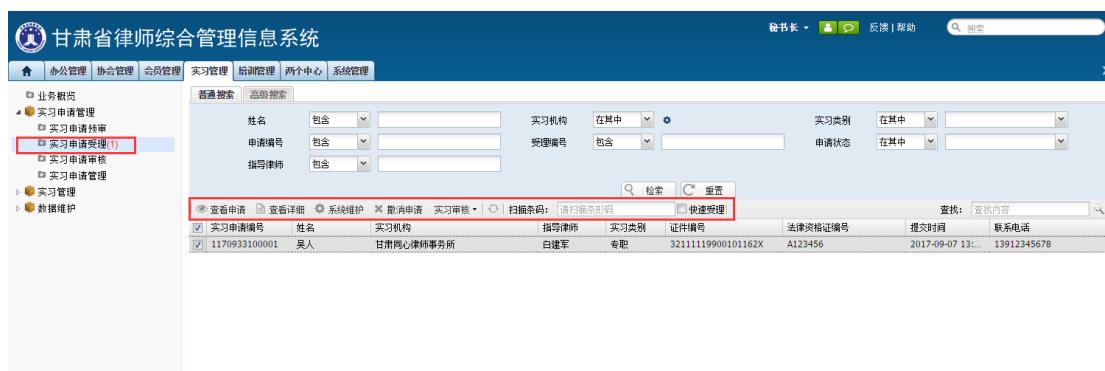 甘肃省律师综合管理信息系统
秘书长 反馈 | 帮助 搜索
办公管理 协会管理 会员管理 实习管理 培训管理 两个中心 系统管理
业务概览
实习申请管理
实习申请预审
实习申请受理(1)
实习申请审核
实习申请管理
实习管理
数据维护
普通搜索 高级搜索
姓名 包含 实习机构 在其中 实习类别 在其中
申请编号 包含 受理编号 包含 申请状态 在其中
指导律师 包含
检索 重置
查看申请 查看详细 系统维护 撤消申请 实习审核 扫描条码: 请扫描条形码 快速受理 查找: 查找内容
实习申请编号 姓名 实习机构 指导律师 实习类别 证件编号 法律资格证编号 提交时间 联系电话
1170933100001 吴人 甘肃同心律师事务所 白建军 专职 32111119900101162X A123456 2017-09-07 13:... 13912345678